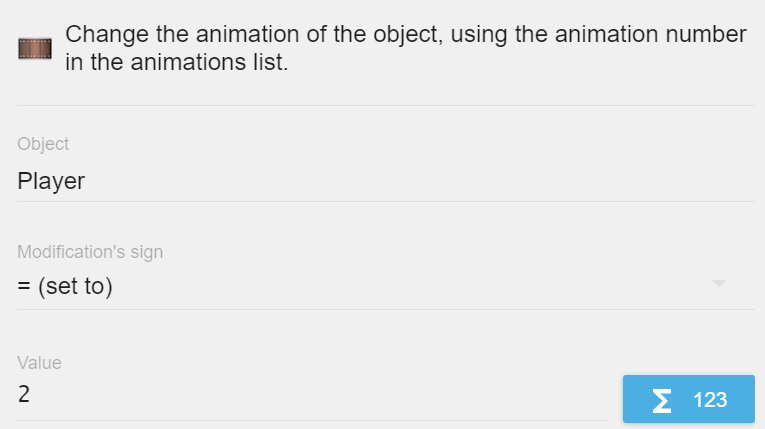 Change the animation of the object, using the animation number
in the animations list.
Object
Player
Modification's sign
= (set to)
Value
2
Σ 123